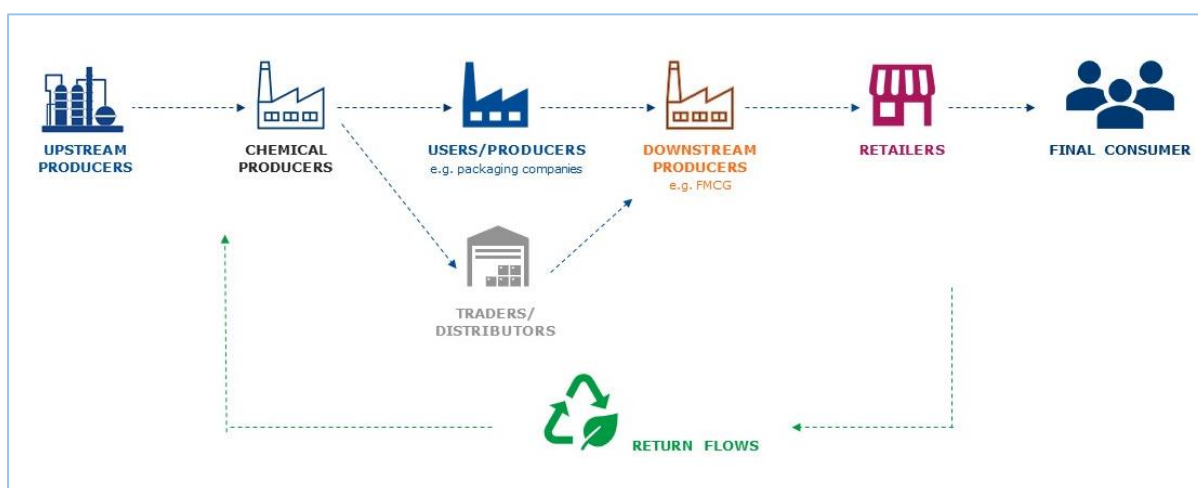 UPSTREAM
PRODUCERS
CHEMICAL
PRODUCERS
USERS/PRODUCERS
e.g. packaging companies
DOWNSTREAM
PRODUCERS
e.g. FMCG
RETAILERS
FINAL CONSUMER
TRADERS/
DISTRIBUTORS
RETURN FLOWS